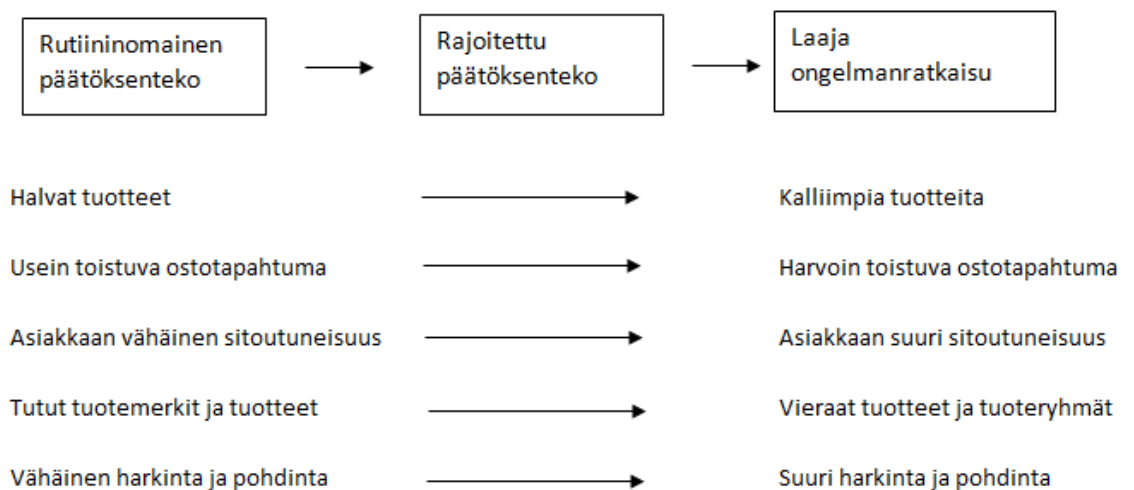 Rutiininomainen
päätöksenteko
Rajoitettu
päätöksenteko
Laaja
ongelmanratkaisu
Halvat tuotteet
Kalliimpia tuotteita
Usein toistuva ostotapahtuma
Harvoin toistuva ostotapahtuma
Asiakkaan vähäinen sitoutuneisuus
Asiakkaan suuri sitoutuneisuus
Tutut tuotemerkit ja tuotteet
Vieraat tuotteet ja tuoteryhmät
Vähäinen harkinta ja pohdinta
Suuri harkinta ja pohdinta